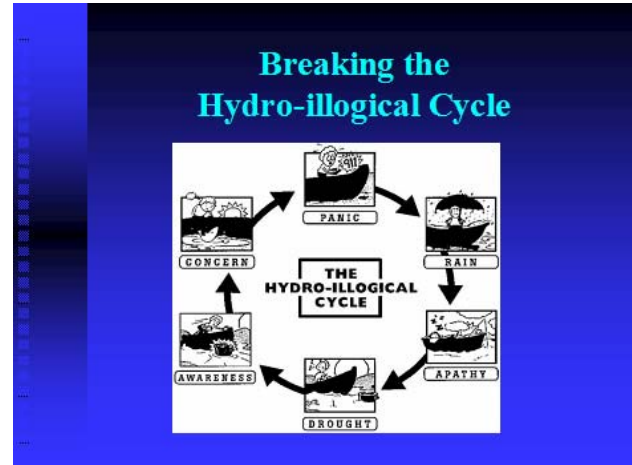 Breaking the
Hydro-illogical Cycle
911
PANIC
CONCERN
RAIN
THE
HYDRO-ILLOGICAL
CYCLE
AWARENESS
APATHY
DROUGHT